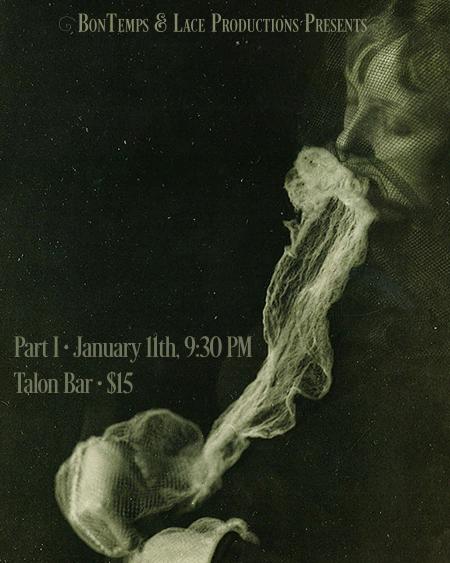 BonTemps & Lace Productions Presents
Part I • January 11th, 9:30 PM
Talon Bar • $15